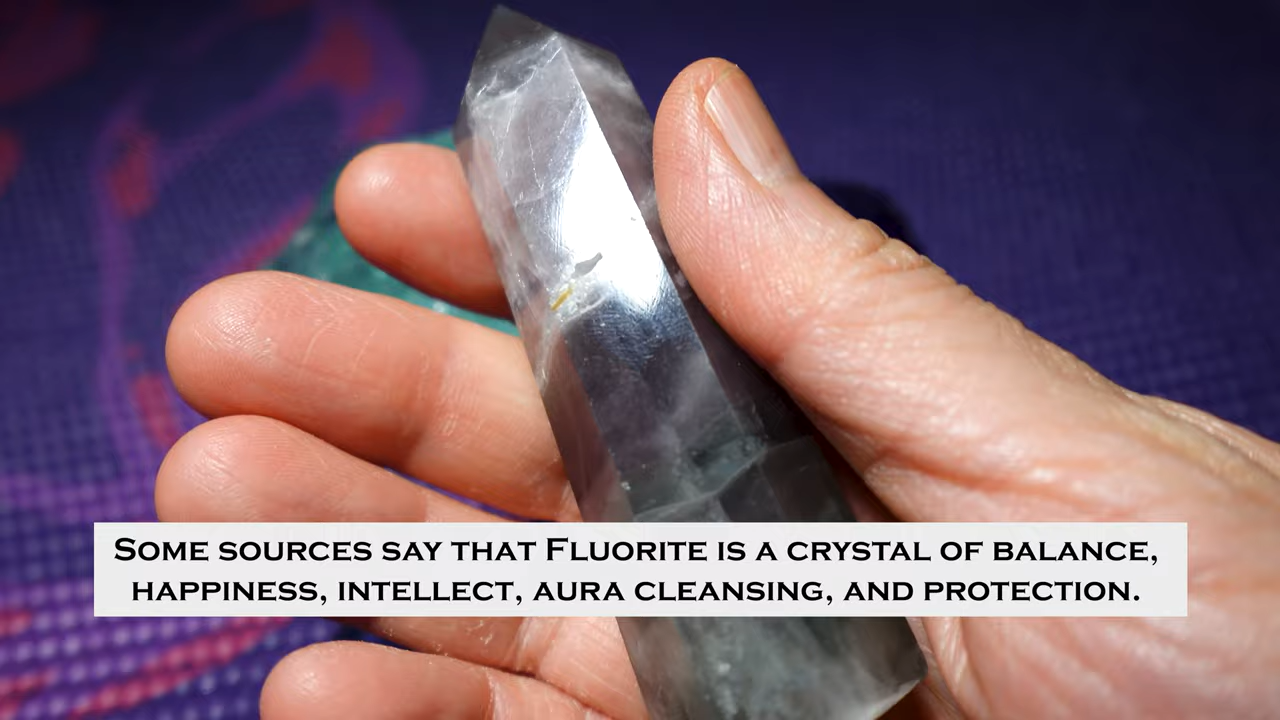 Some sources say that Fluorite is a crystal of balance,
happiness, intellect, aura cleansing, and protection.